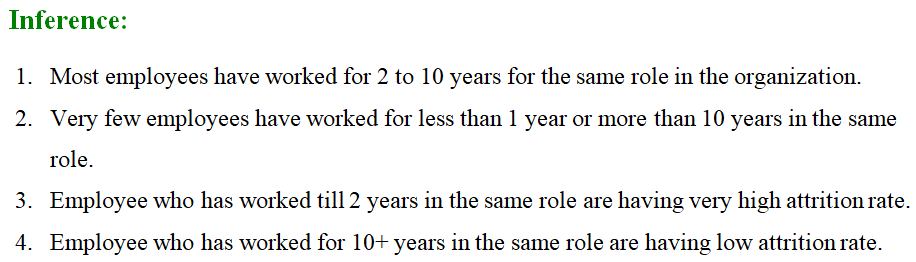 Inference:
1. Most employees have worked for 2 to 10 years for the same role in the organization.
2. Very few employees have worked for less than 1 year or more than 10 years in the same
role.
3. Employee who has worked till 2 years in the same role are having very high attrition rate.
4. Employee who has worked for 10+ years in the same role are having low attrition rate.